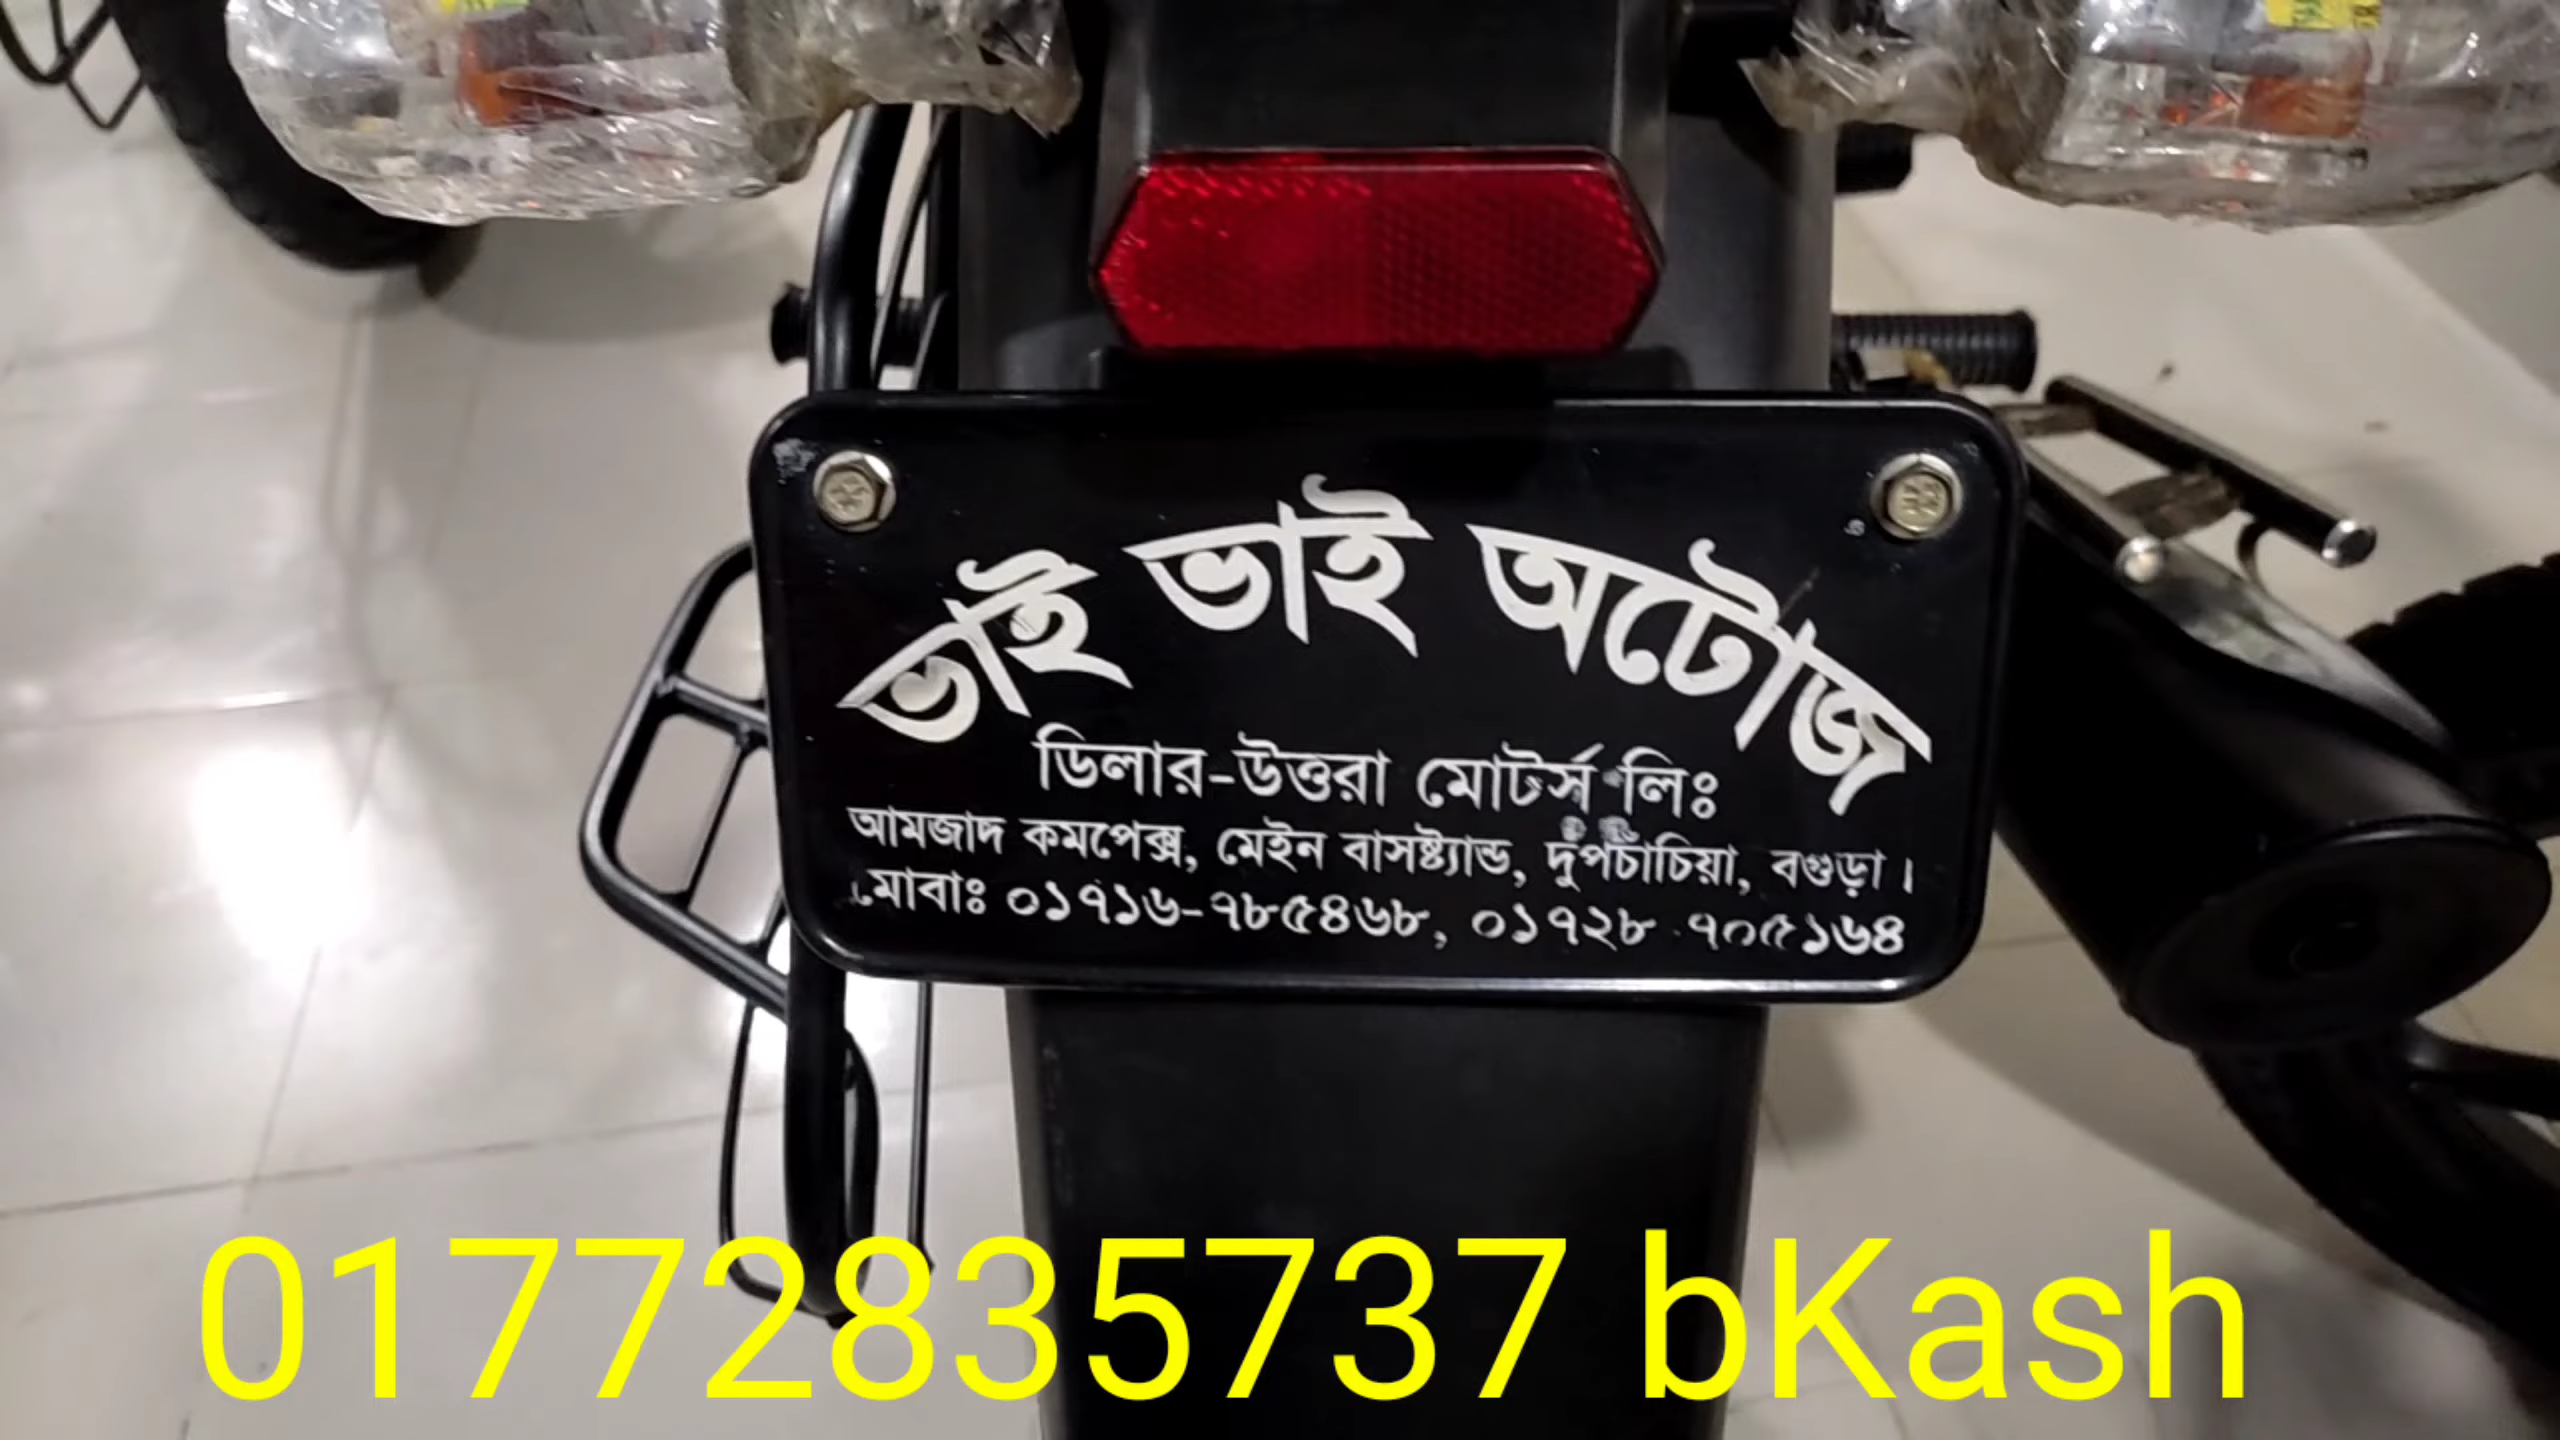 ভাই ভাই অটোজ
ডিলার-উত্তরা মোটর্স লিঃ
আমজাদ কমপেক্স, মেইন বাসষ্ট্যান্ড, দুপচাঁচিয়া, বগুড়া।
মোবাঃ ০১৭১৬-৭৮৫৪৬৮, ০১৭২৮-৭০৫১৬৪
01772835737 bKash